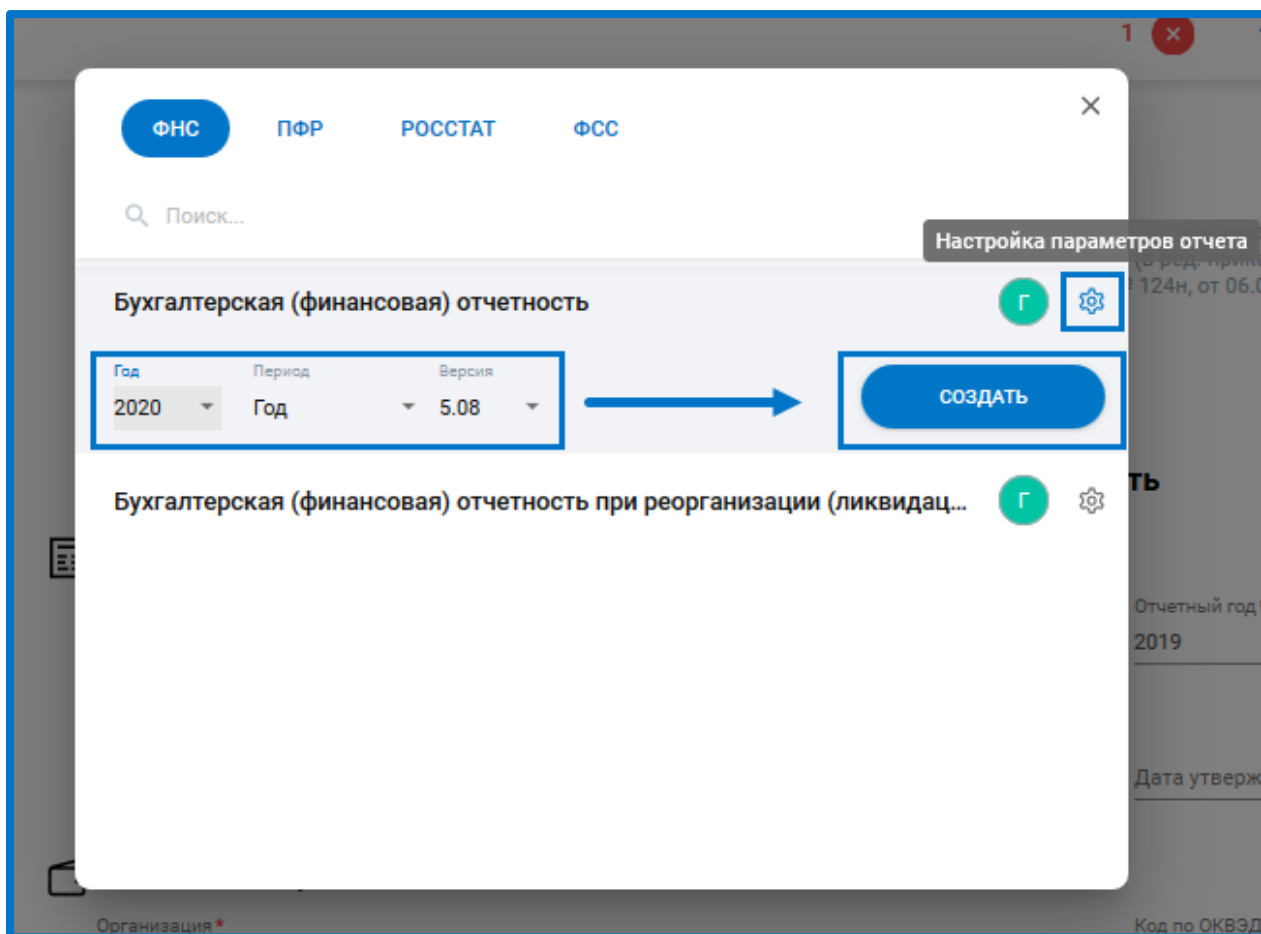 1
ФНС ПФР РОССТАТ ФСС
Поиск...
Настройка параметров отчета
Бухгалтерская (финансовая) отчетность
Г
124н, от 06.0
Год Период Версия
2020 Год 5.08
СОЗДАТЬ
Бухгалтерская (финансовая) отчетность при реорганизации (ликвидац...
Г
ть
Отчетный год
2019
Дата утверж
Организация *
Код по ОКВЭД